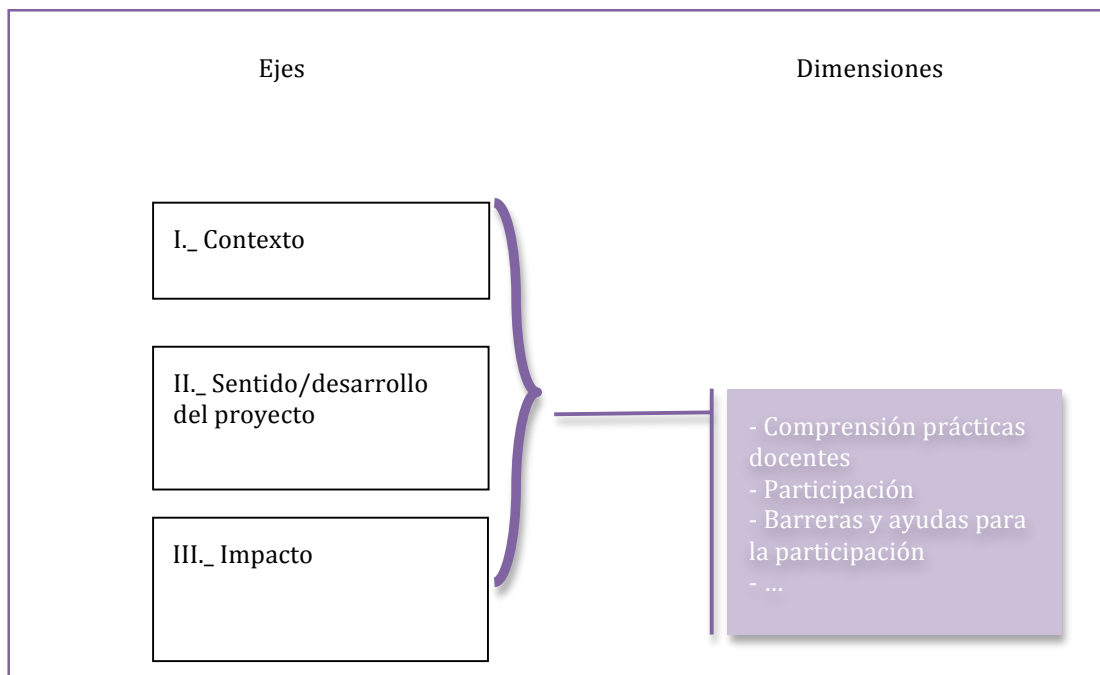 Ejes
Dimensiones
I._ Contexto
II._ Sentido/desarrollo
del proyecto
III._ Impacto
- Comprensión prácticas
docentes
- Participación
- Barreras y ayudas para
la participación
- ...